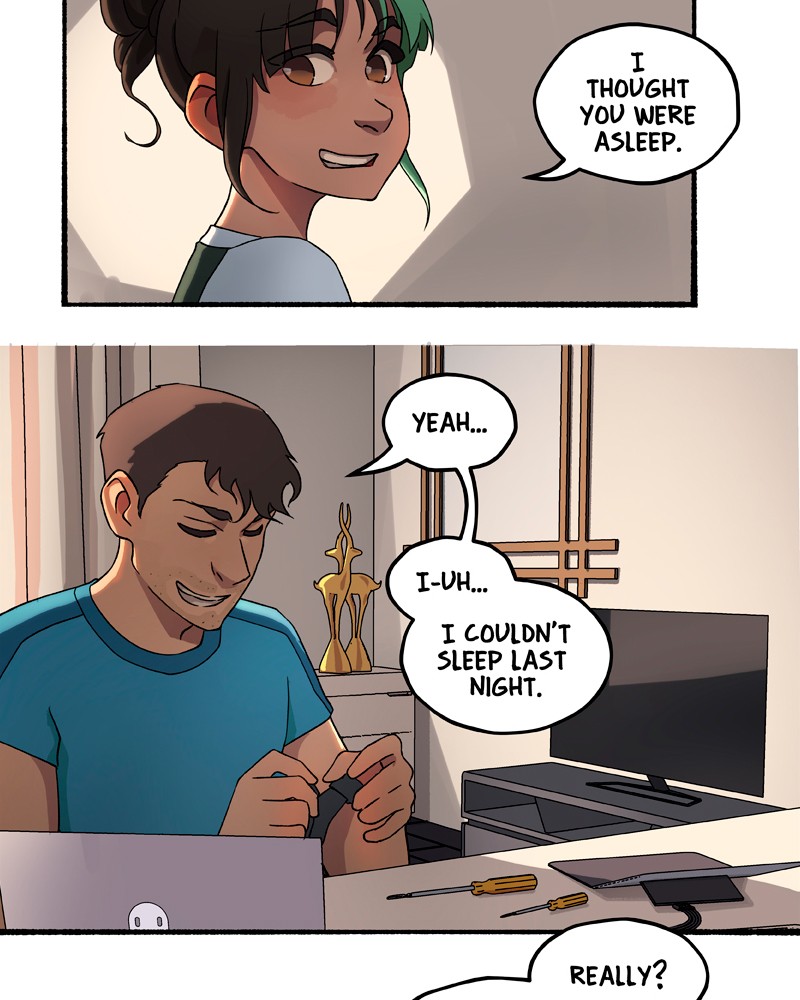 I
THOUGHT
YOU WERE
ASLEEP.
YEAH...
I-UH...
I COULDN'T
SLEEP LAST
NIGHT.
REALLY?